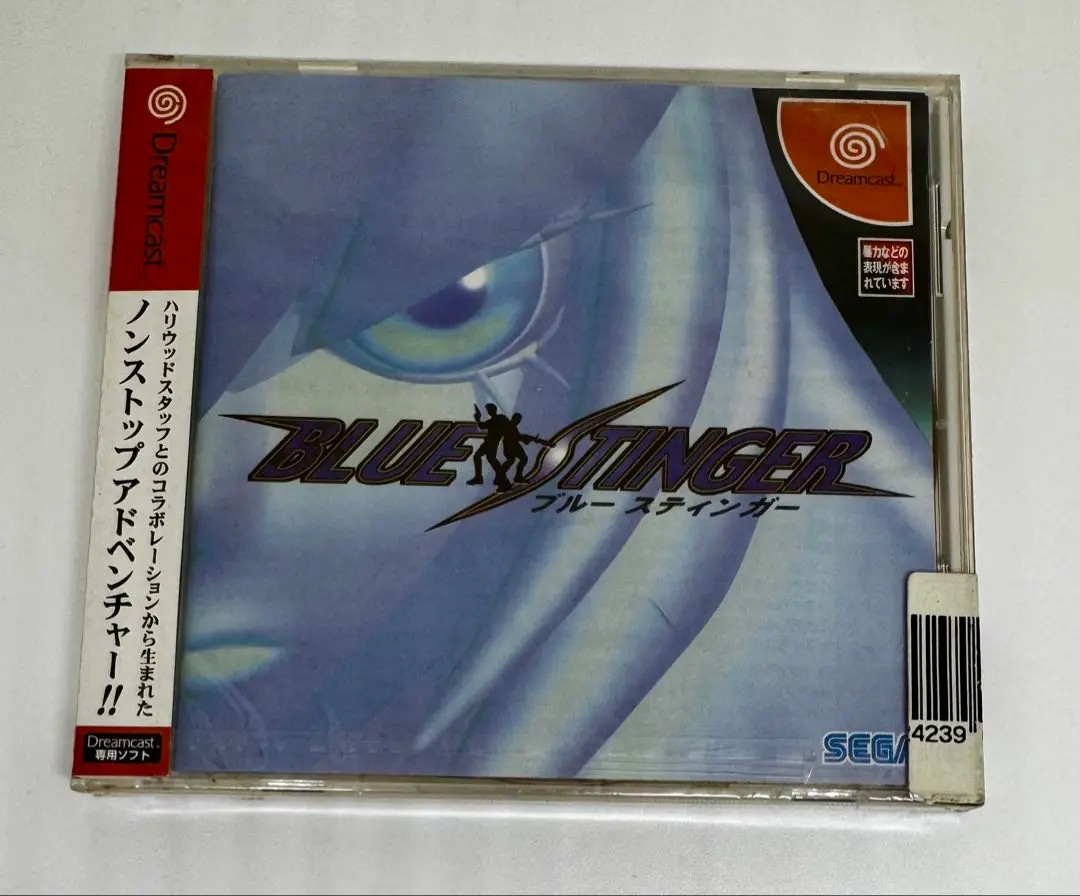 Dreamcast™
ハリウッドスタッフとのコラボレーションから生まれた
ノンストップ アドベンチャー!!
Dreamcast™
専用ソフト
Dreamcast™
暴力などの
表現が含ま
れています
BLUE STINGER
ブルー スティンガー
SEGA
4239